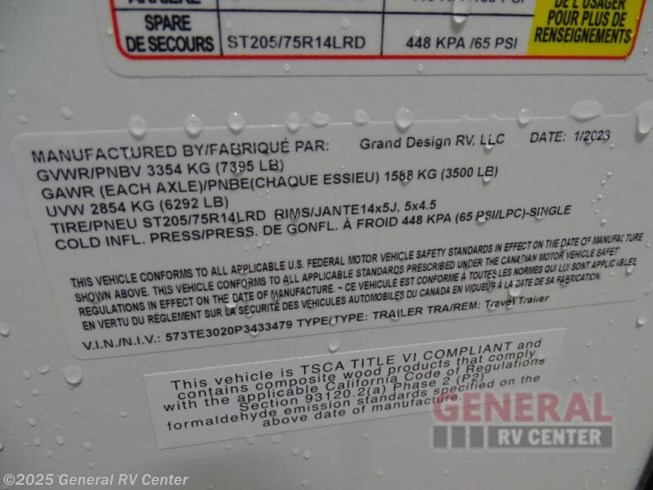 SPARE
DE SECOURS
ST205/75R14LRD
448 KPA /65 PSI
DE L'USAGER
POUR PLUS DE
RENSEIGNEMENTS
MANUFACTURED BY/FABRIQUÉ PAR: Grand Design RV, LLC DATE: 1/2023
GVWR/PNBV 3354 KG (7395 LB)
GAWR (EACH AXLE)/PNBE(CHAQUE ESSIEU) 1588 KG (3500 LB)
UVW 2854 KG (6292 LB)
TIRE/PNEU ST205/75R14LRD RIMS/JANTE14x5J, 5x4.5
COLD INFL. PRESS/PRESS. DE GONFL. À FROID 448 KPA (65 PSI/LPC)-SINGLE
THIS VEHICLE CONFORMS TO ALL APPLICABLE U.S. FEDERAL MOTOR VEHICLE SAFETY STANDARDS IN EFFECT ON THE DATE OF MANUFACTURE
SHOWN ABOVE. THIS VEHICLE CONFORMS TO ALL APPLICABLE STANDARDS PRESCRIBED UNDER THE CANADIAN MOTOR VEHICLE SAFETY
REGULATIONS IN EFFECT ON THE DATE OF MANUFACTURE - CE VÉHICULE EST CONFORME À TOUTES LES NORMES QUI LUI SONT APPLICABLES
EN VERTU DU RÈGLEMENT SUR LA SÉCURITÉ DES VÉHICULES AUTOMOBILES DU CANADA EN VIGUEUR À LA DATE DE SA FABRICATION.
V.I.N./N.I.V.: 573TE3020P3433479 TYPE/TYPE: TRAILER TRA/REM: Travel Trailer
This vehicle is TSCA TITLE VI COMPLIANT and
contains composite wood products that comply
with the applicable California Code of Regulations
Section 93120.2(a) Phase 2 (P2)
formaldehyde emission standards specified on the
above date of manufacture.
GENERAL
RV CENTER
©2025 General RV Center